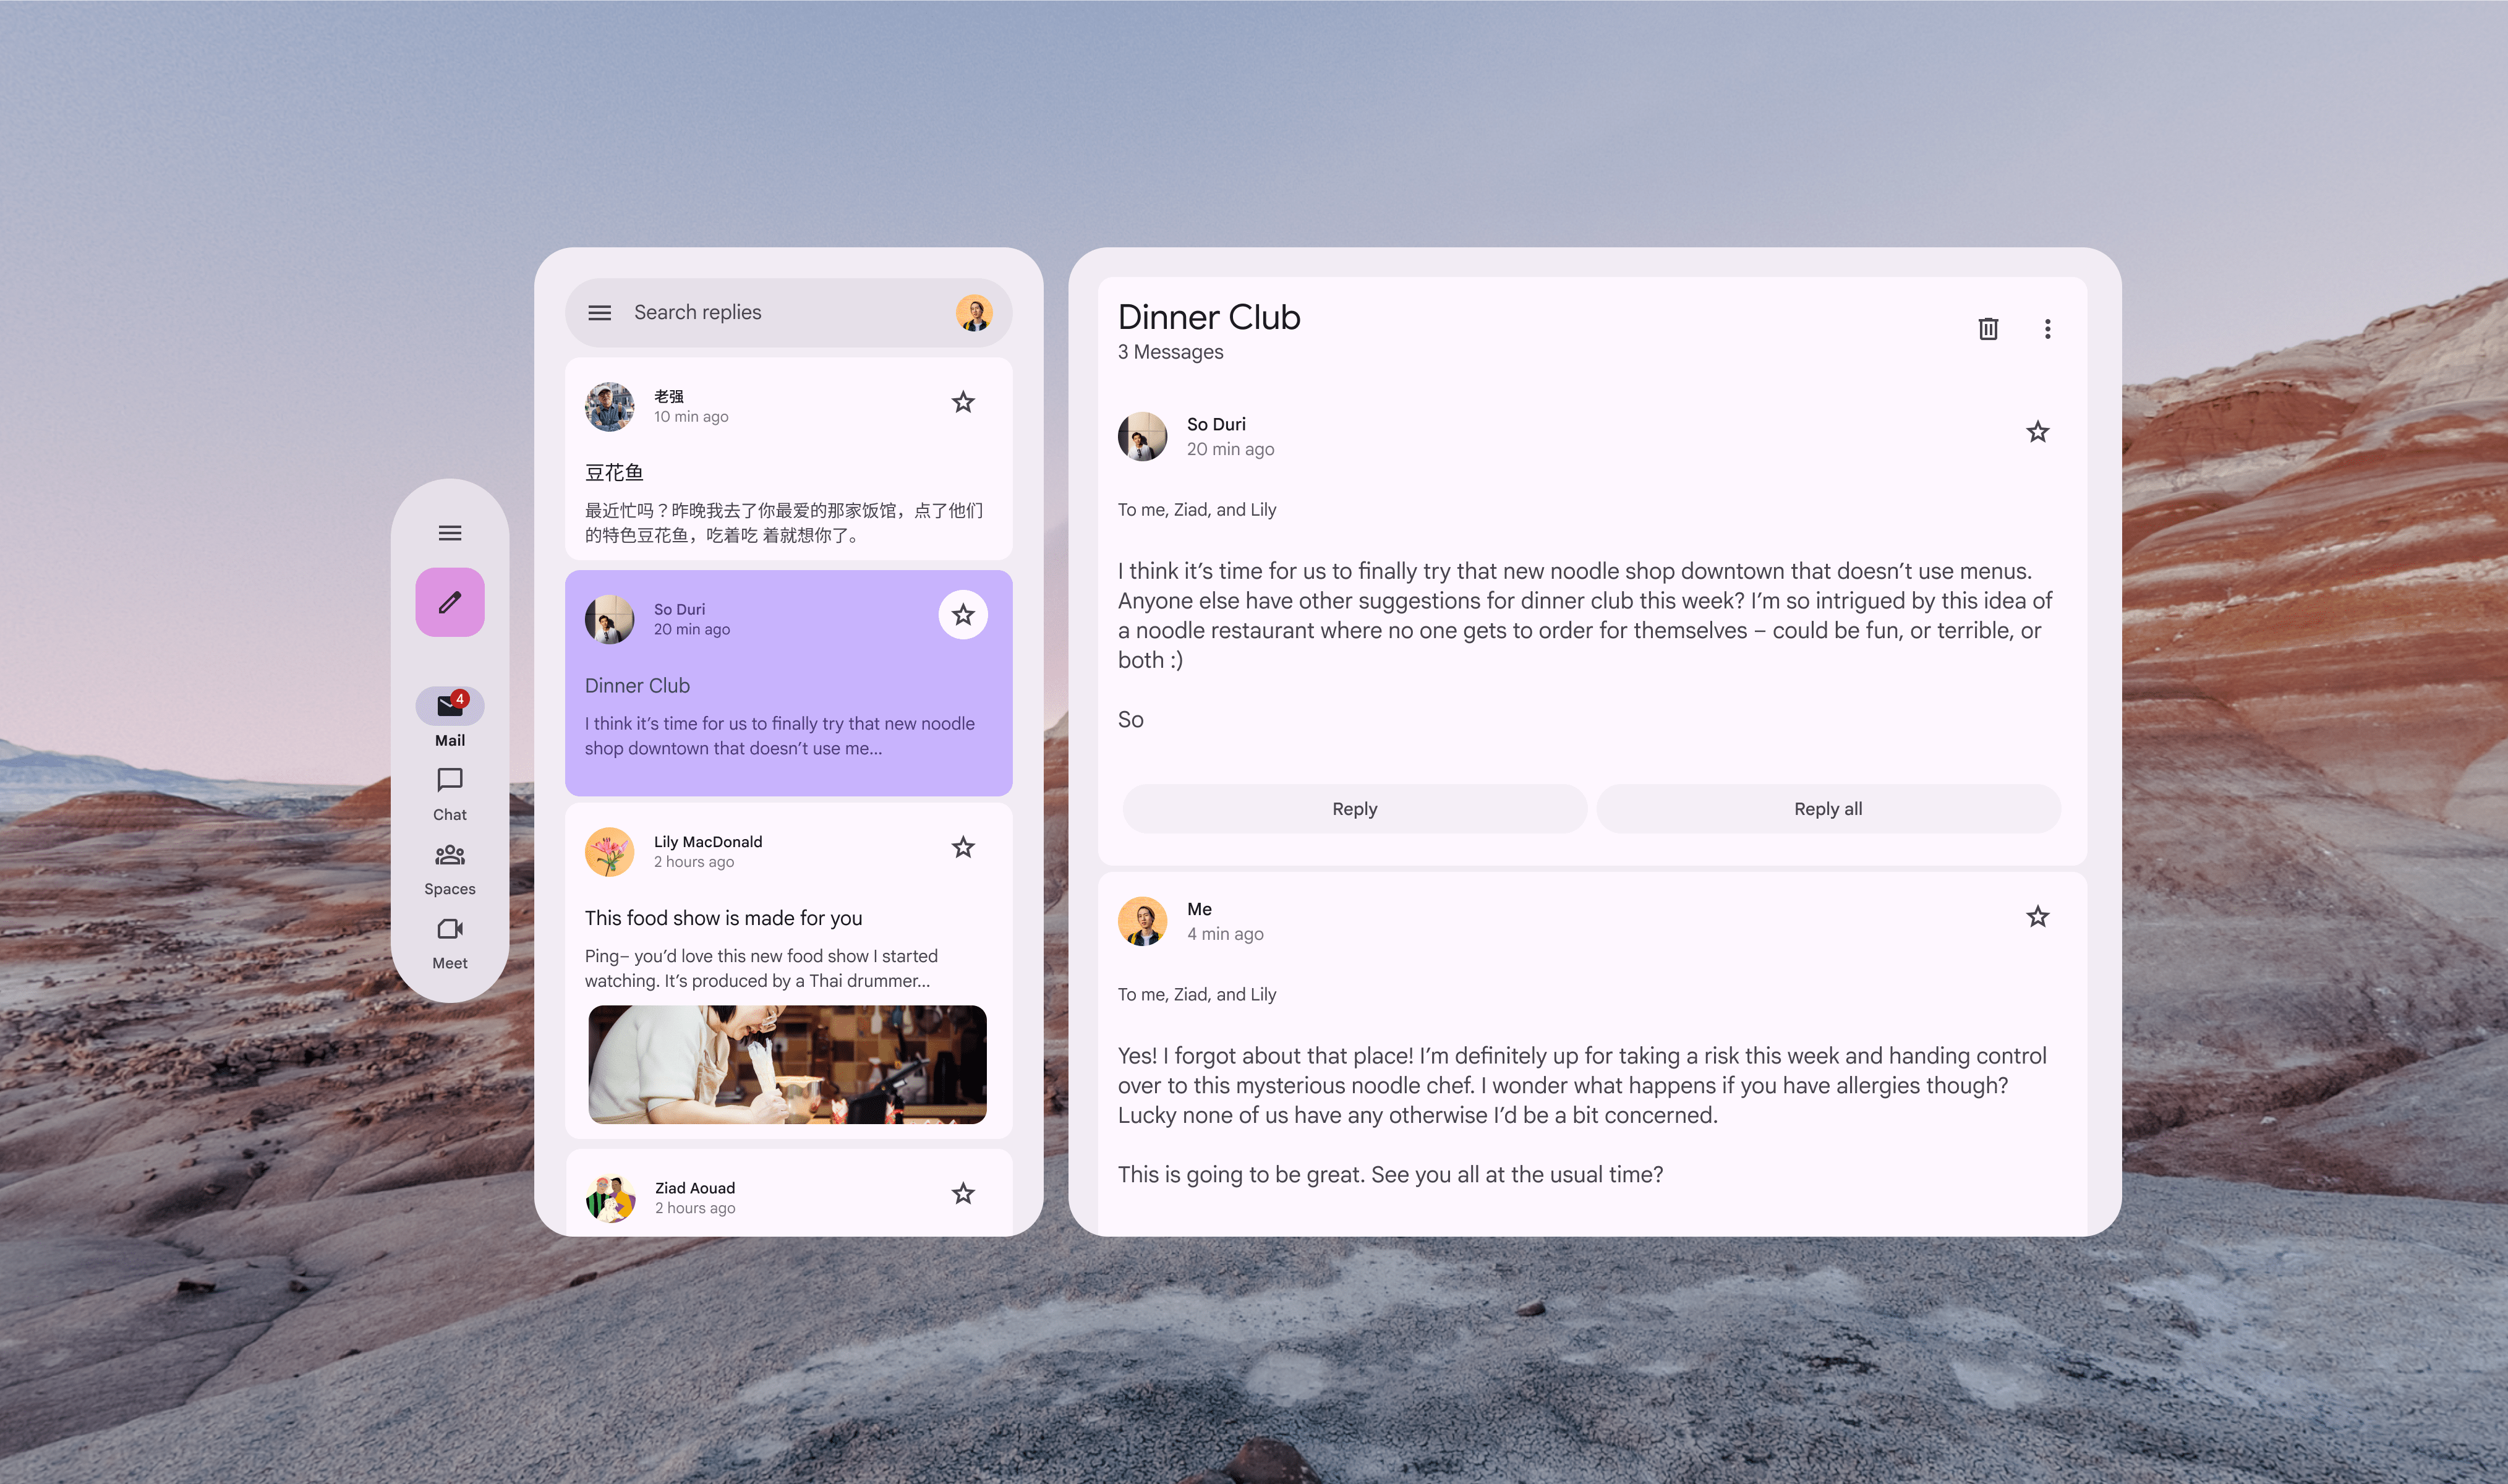 4
Mail
Chat
Spaces
Meet
Search replies
老强
10 min ago
豆花鱼
最近忙吗？昨晚我去了你最爱的那家饭馆，点了他们
的特色豆花鱼，吃着吃 着就想你了。
So Duri
20 min ago
Dinner Club
I think it’s time for us to finally try that new noodle
shop downtown that doesn’t use me...
Lily MacDonald
2 hours ago
This food show is made for you
Ping– you’d love this new food show I started
watching. It’s produced by a Thai drummer...
Ziad Aouad
2 hours ago
Dinner Club
3 Messages
So Duri
20 min ago
To me, Ziad, and Lily
I think it’s time for us to finally try that new noodle shop downtown that doesn’t use menus.
Anyone else have other suggestions for dinner club this week? I’m so intrigued by this idea of
a noodle restaurant where no one gets to order for themselves – could be fun, or terrible, or
both :)
So
Reply
Reply all
Me
4 min ago
To me, Ziad, and Lily
Yes! I forgot about that place! I’m definitely up for taking a risk this week and handing control
over to this mysterious noodle chef. I wonder what happens if you have allergies though?
Lucky none of us have any otherwise I’d be a bit concerned.
This is going to be great. See you all at the usual time?